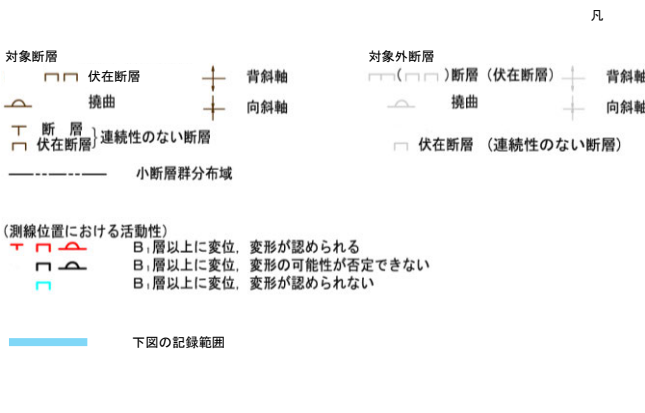 凡
対象断層
対象外断層
伏在断層
背斜軸
( )断層（伏在断層）
背斜軸
撓曲
向斜軸
撓曲
向斜軸
断　層
伏在断層
}連続性のない断層
伏在断層 （連続性のない断層）
小断層群分布域
(測線位置における活動性)
B₁層以上に変位，変形が認められる
B₁層以上に変位，変形の可能性が否定できない
B₁層以上に変位，変形が認められない
下図の記録範囲